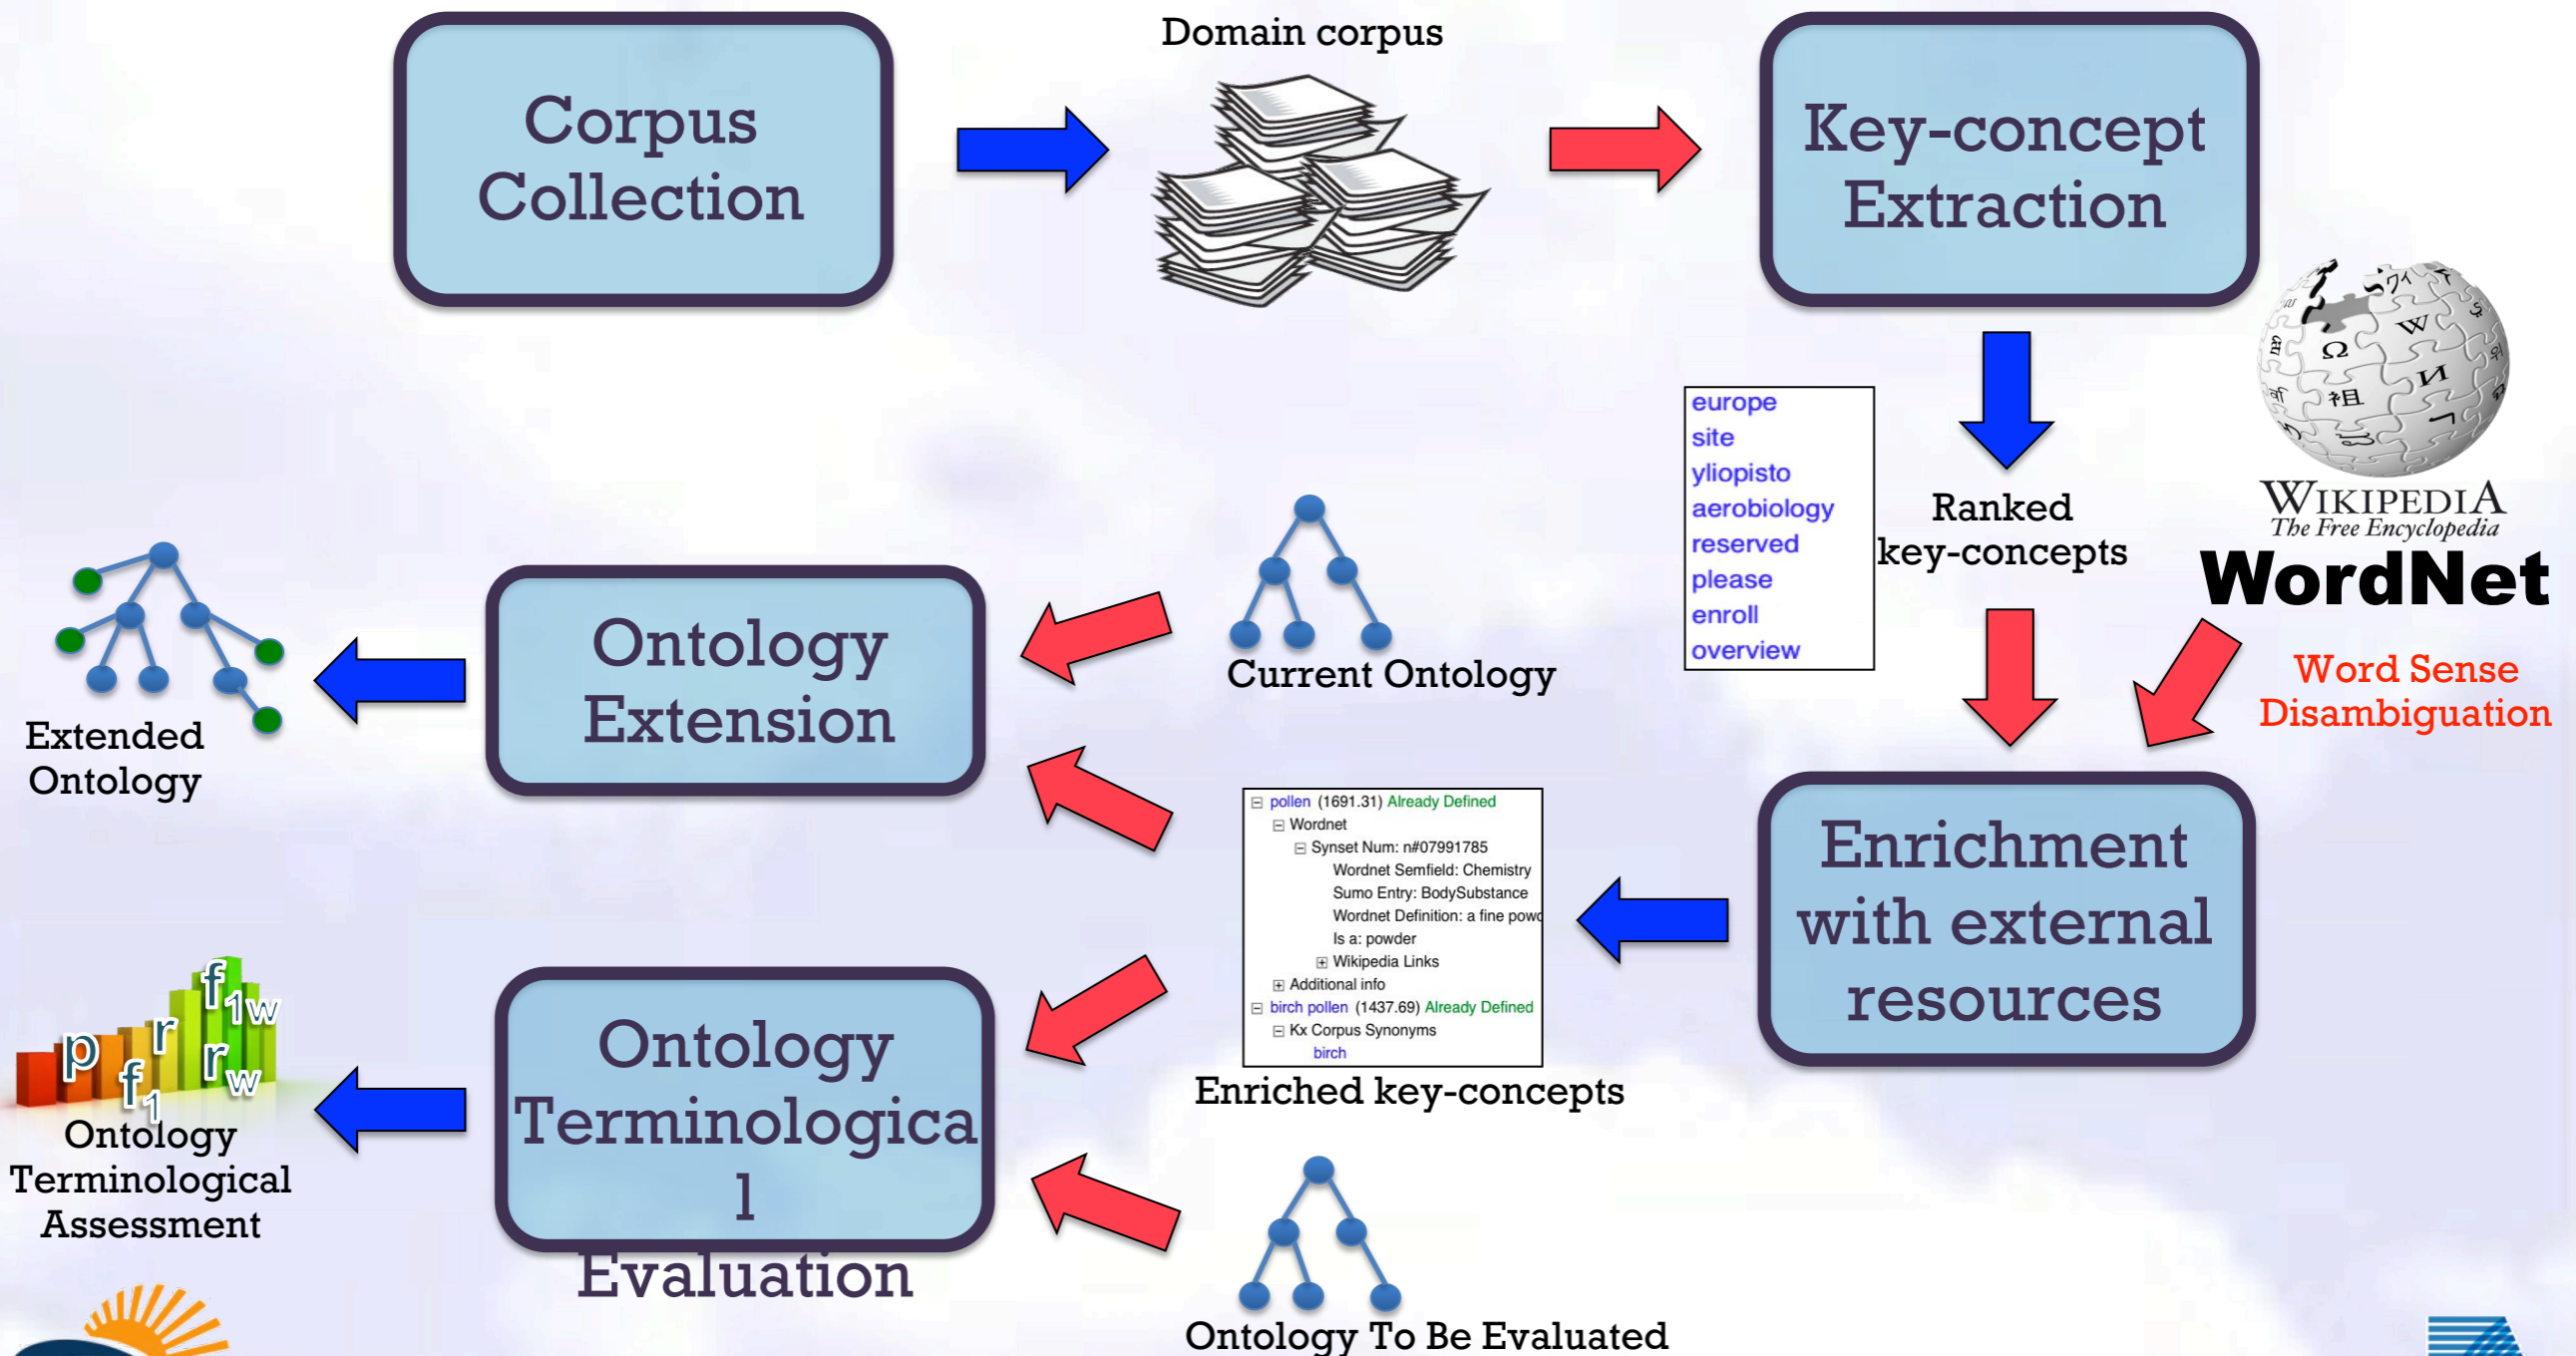 Corpus
Collection
Domain corpus
Key-concept
Extraction
europe
site
yliopisto
aerobiology
reserved
please
enroll
overview
Ranked
key-concepts
Ω
W
И
祖
WIKIPEDIA
The Free Encyclopedia
WordNet
Word Sense
Disambiguation
Extended
Ontology
Ontology
Extension
Current Ontology
pollen (1691.31) Already Defined
Wordnet
Synset Num: n#07991785
Wordnet Semfield: Chemistry
Sumo Entry: BodySubstance
Wordnet Definition: a fine powd
Is a: powder
Wikipedia Links
Additional info
birch pollen (1437.69) Already Defined
Kx Corpus Synonyms
birch
Enriched key-concepts
Enrichment
with external
resources
p
f1
r
rw
f1w
Ontology
Terminological
Assessment
Ontology
Terminologica
l
Evaluation
Ontology To Be Evaluated